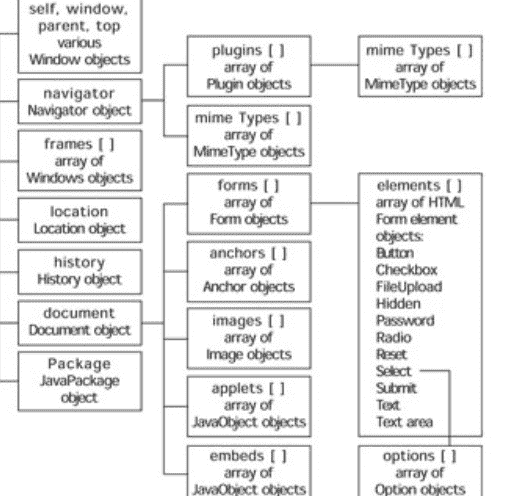 self, window,
parent, top
various
Window objects
navigator
Navigator object
frames [ ]
array of
Windows objects
location
Location object
history
History object
document
Document object
Package
JavaPackage
object
plugins [ ]
array of
Plugin objects
mime Types [ ]
array of
MimeType objects
forms [ ]
array of
Form objects
anchors [ ]
array of
Anchor objects
images [ ]
array of
Image objects
applets [ ]
array of
JavaObject objects
embeds [ ]
array of
JavaObject objects
mime Types [ ]
array of
MimeType objects
elements [ ]
array of HTML
Form element
objects:
Button
Checkbox
FileUpload
Hidden
Password
Radio
Reset
Select
Submit
Text
Text area
options [ ]
array of
Option objects